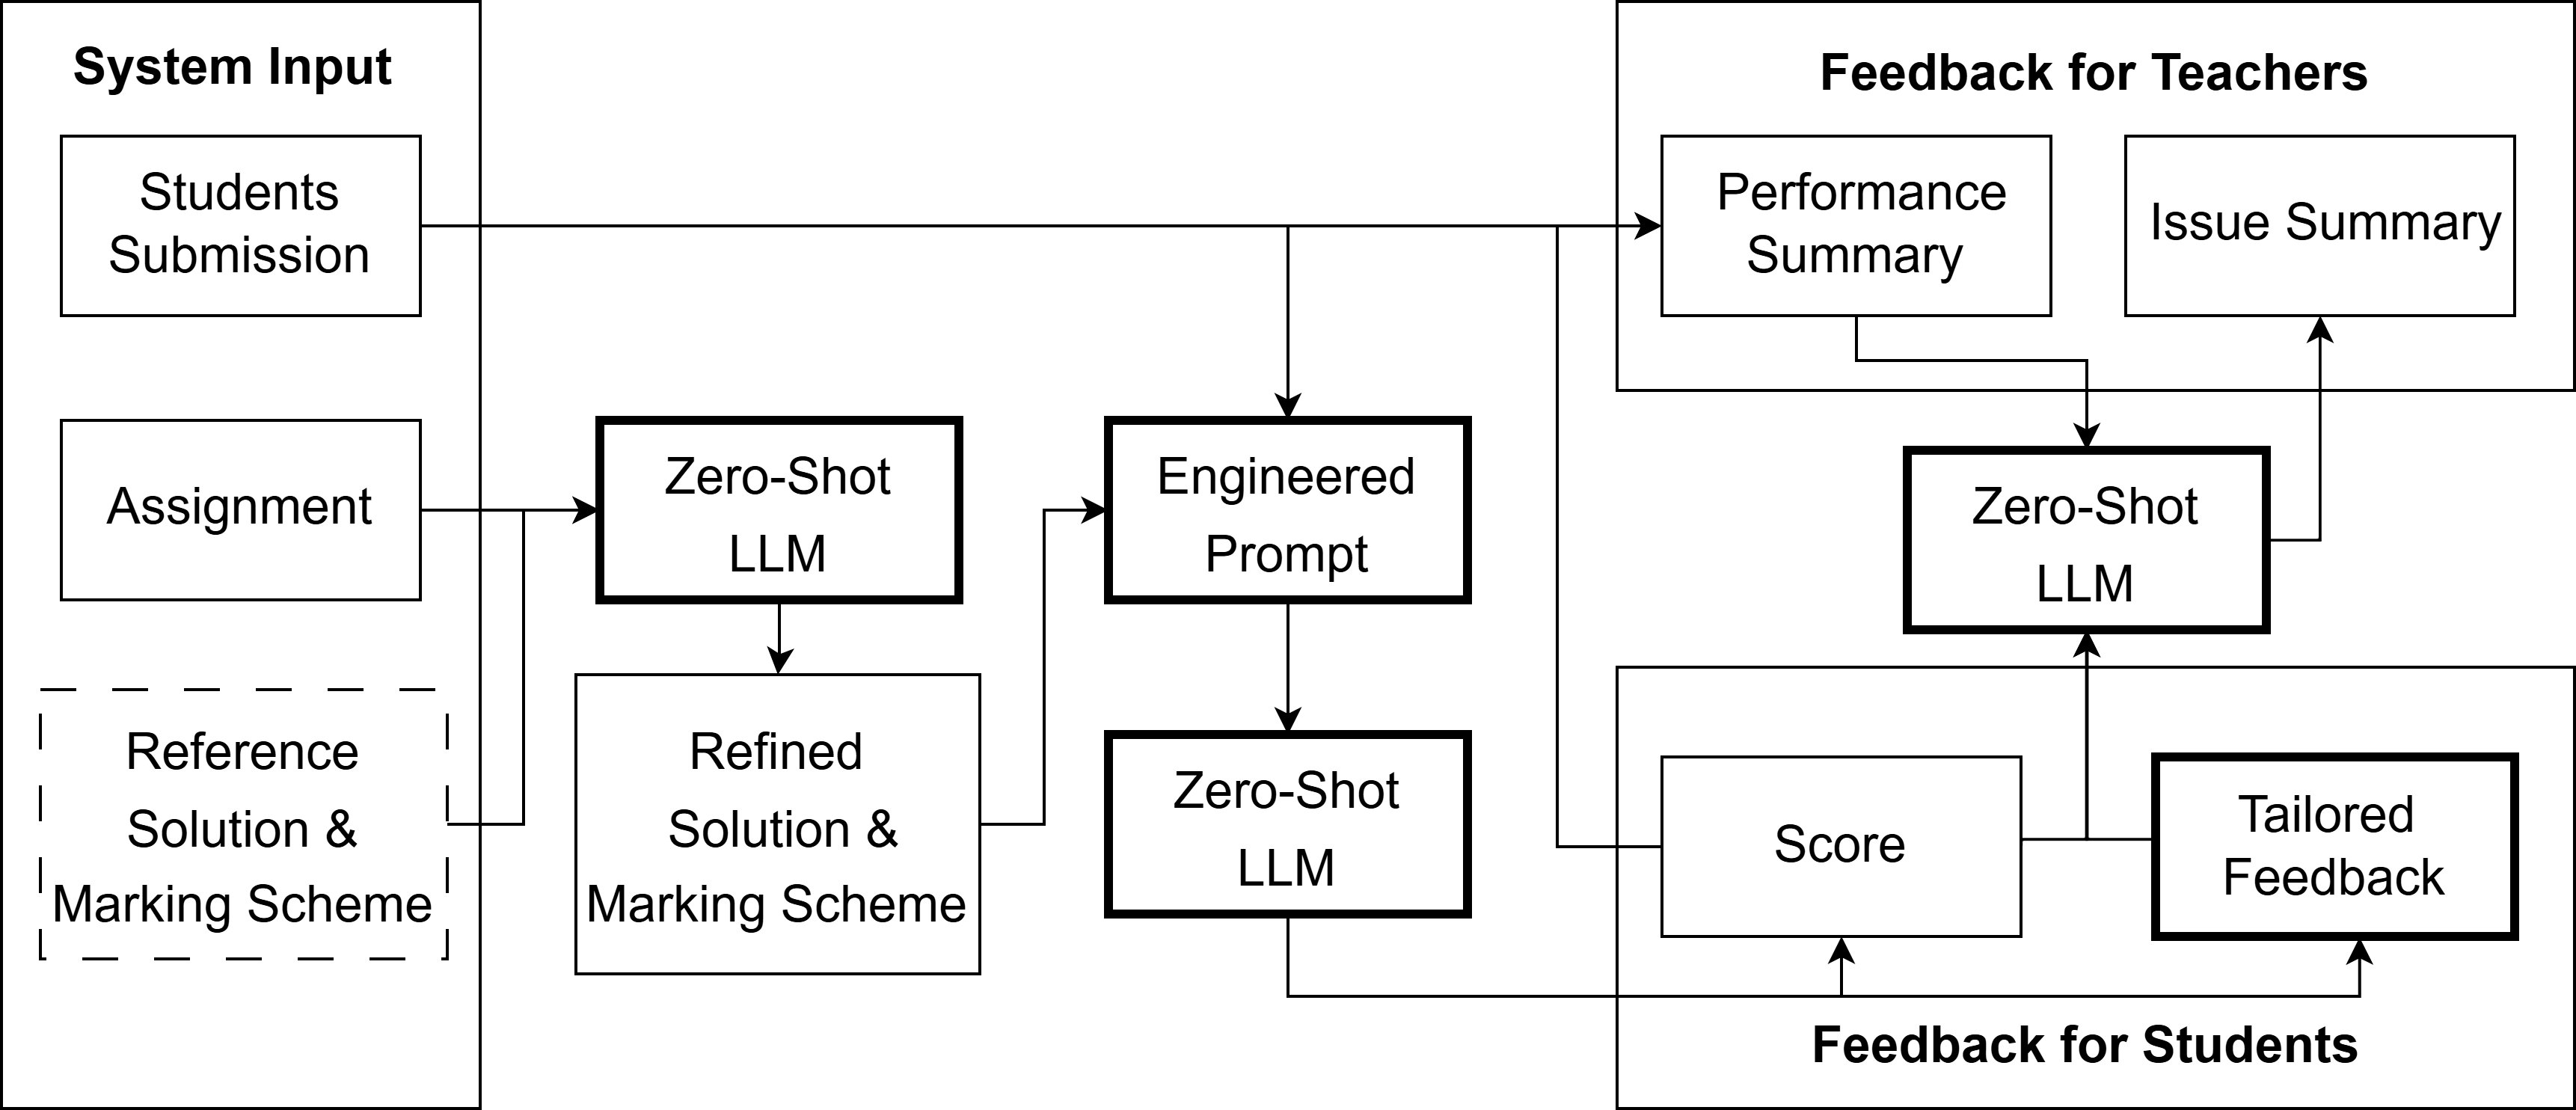 System Input
Students
Submission
Assignment
Reference
Solution &
Marking Scheme
Zero-Shot
LLM
Refined
Solution &
Marking Scheme
Engineered
Prompt
Zero-Shot
LLM
Feedback for Teachers
Performance
Summary
Issue Summary
Zero-Shot
LLM
Score
Tailored
Feedback
Feedback for Students